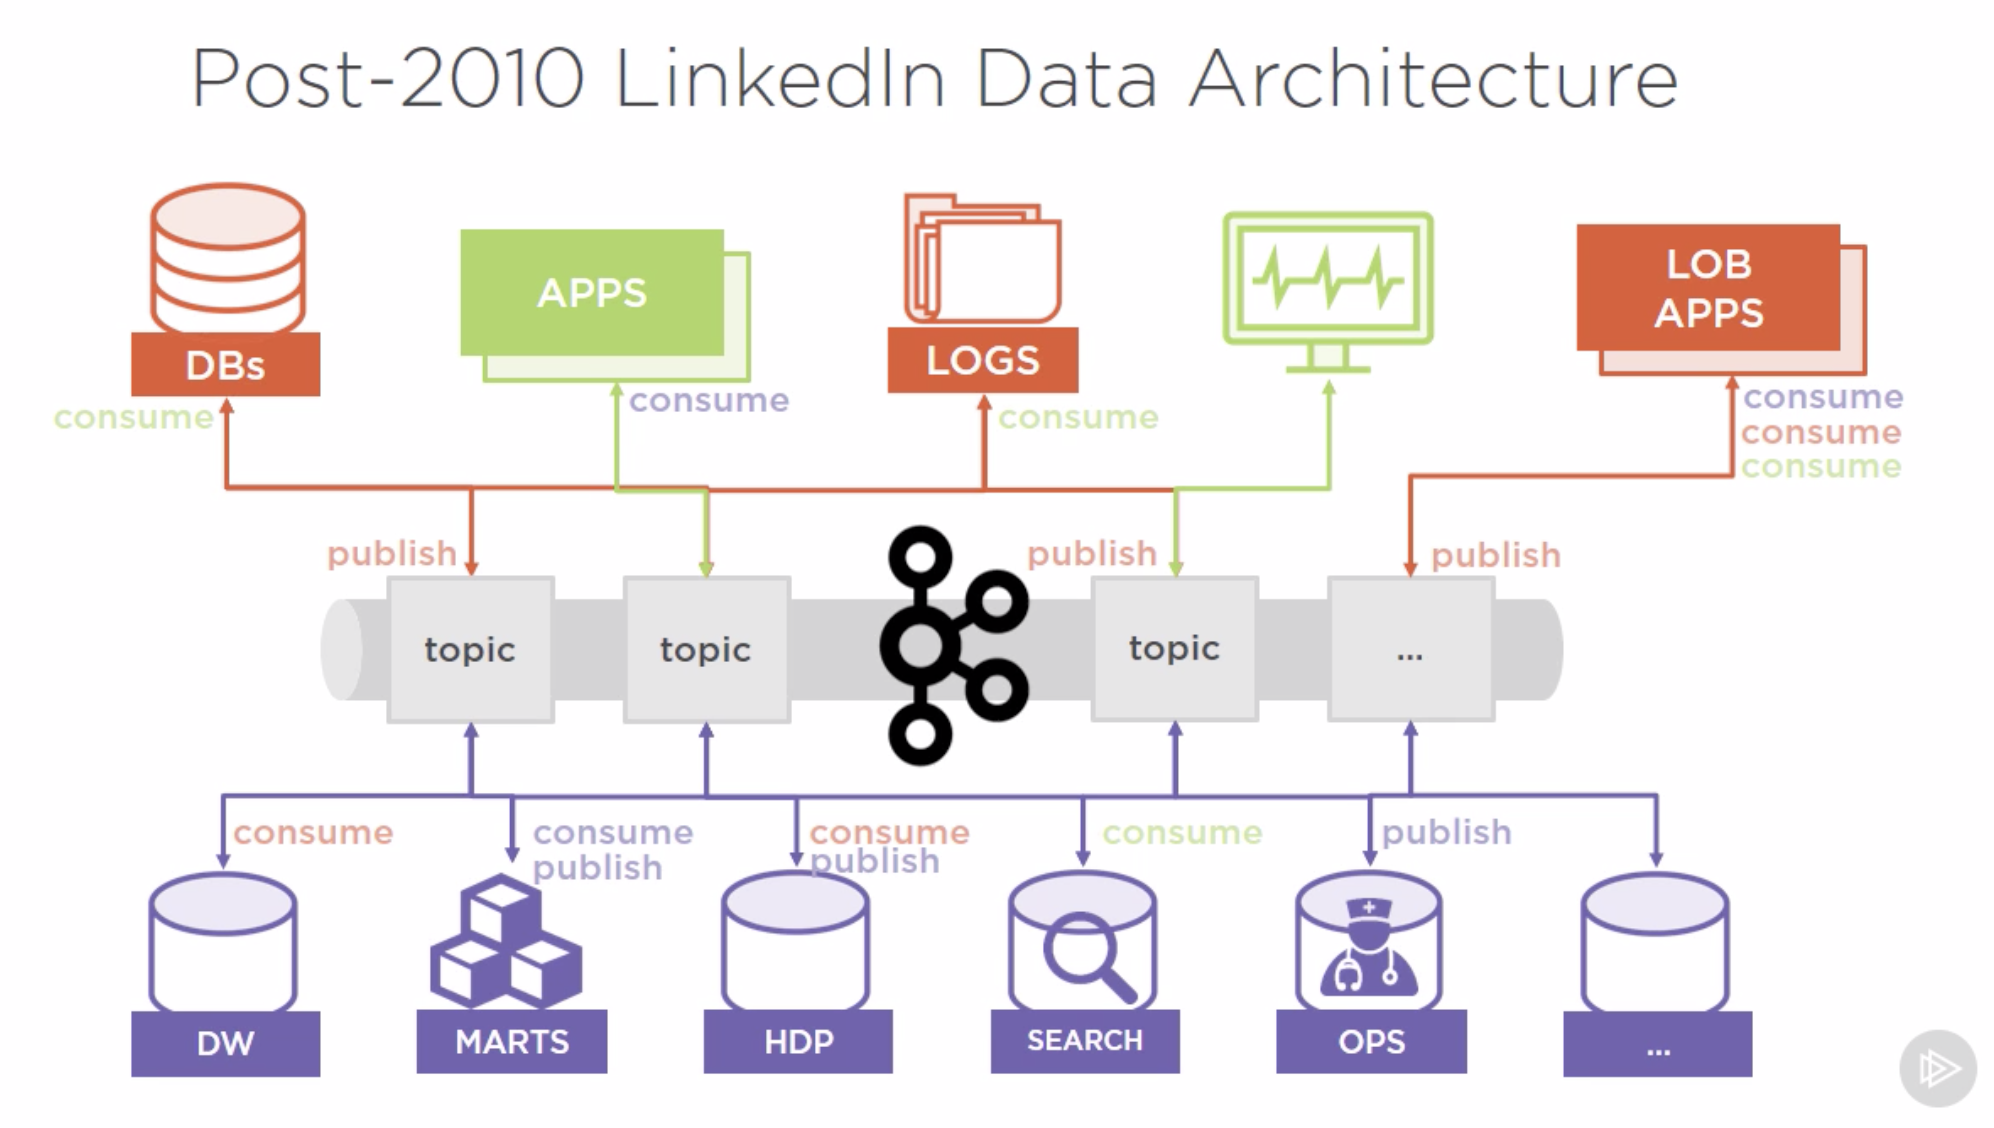 Post-2010 LinkedIn Data Architecture
DBs
APPS
LOGS
LOB
APPS
consume
consume
consume
consume
consume
consume
publish
publish
publish
topic
topic
topic
...
consume
consume
publish
consume
publish
consume
publish
DW
MARTS
HDP
SEARCH
OPS
...